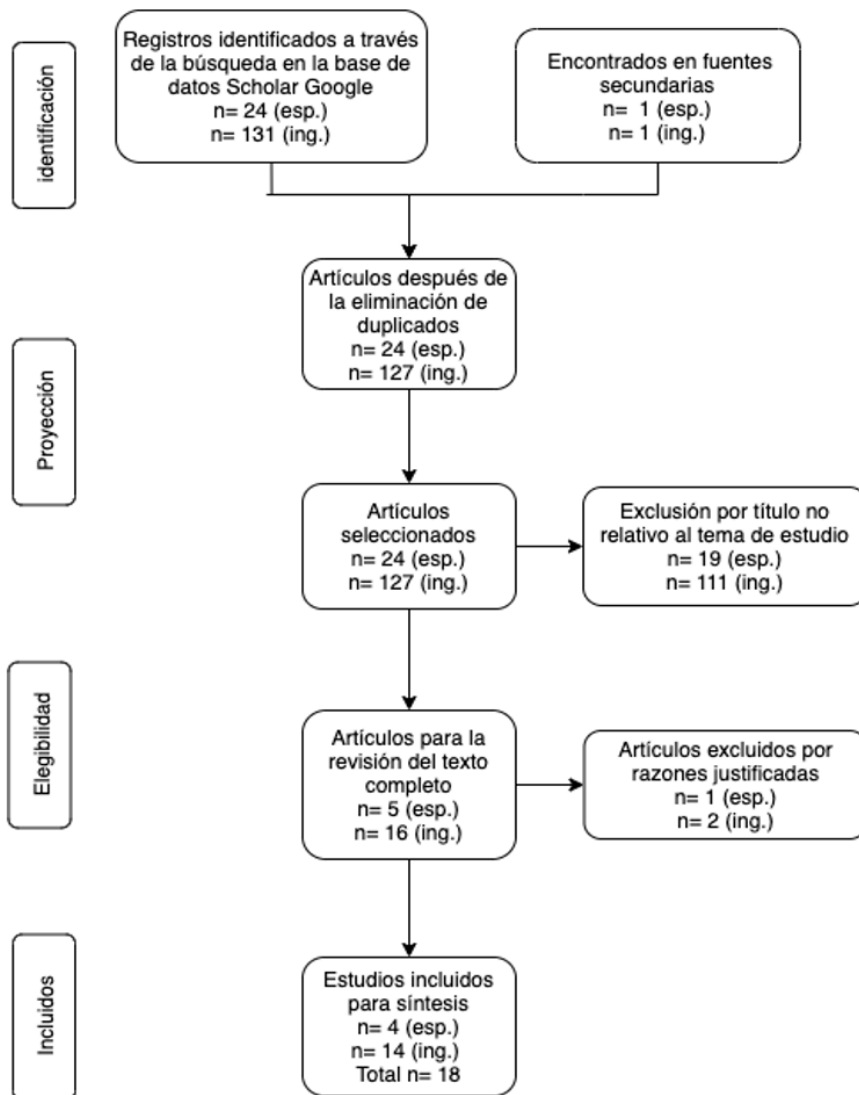 identificación
Registros identificados a través
de la búsqueda en la base de
datos Scholar Google
n= 24 (esp.)
n= 131 (ing.)
Encontrados en fuentes
secundarias
n= 1 (esp.)
n= 1 (ing.)
Proyección
Artículos después de
la eliminación de
duplicados
n= 24 (esp.)
n= 127 (ing.)
Artículos
seleccionados
n= 24 (esp.)
n= 127 (ing.)
Exclusión por título no
relativo al tema de estudio
n= 19 (esp.)
n= 111 (ing.)
Elegibilidad
Artículos para la
revisión del texto
completo
n= 5 (esp.)
n= 16 (ing.)
Artículos excluidos por
razones justificadas
n= 1 (esp.)
n= 2 (ing.)
Incluidos
Estudios incluidos
para síntesis
n= 4 (esp.)
n= 14 (ing.)
Total n= 18